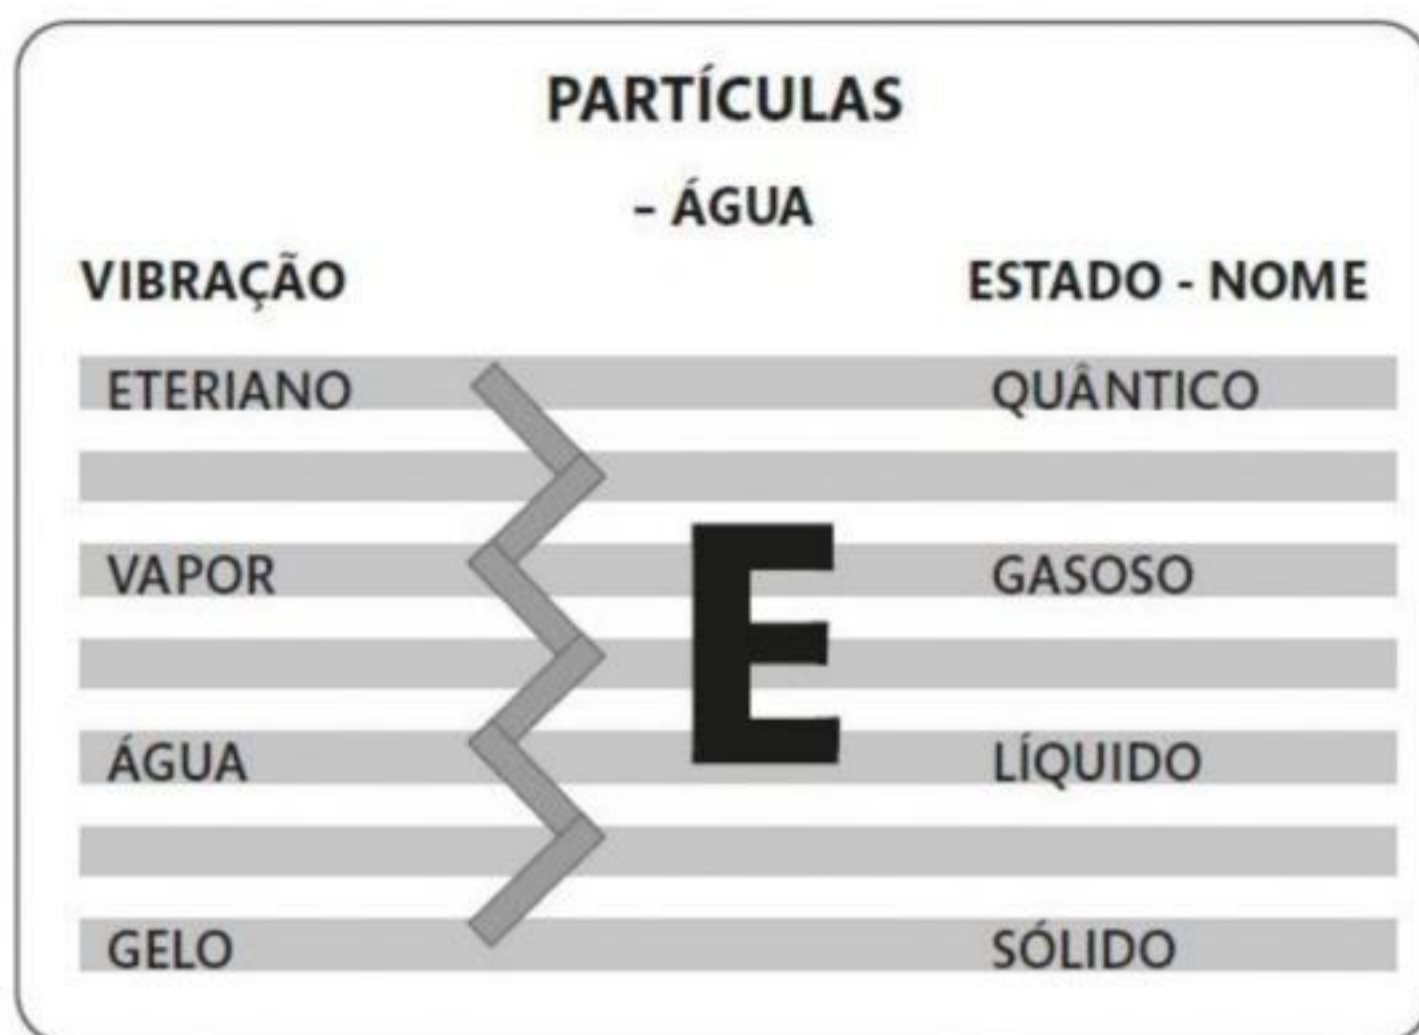 PARTÍCULAS
– ÁGUA
VIBRAÇÃO ESTADO - NOME
ETERIANO QUÂNTICO
VAPOR GASOSO
E
ÁGUA LÍQUIDO
GELO SÓLIDO